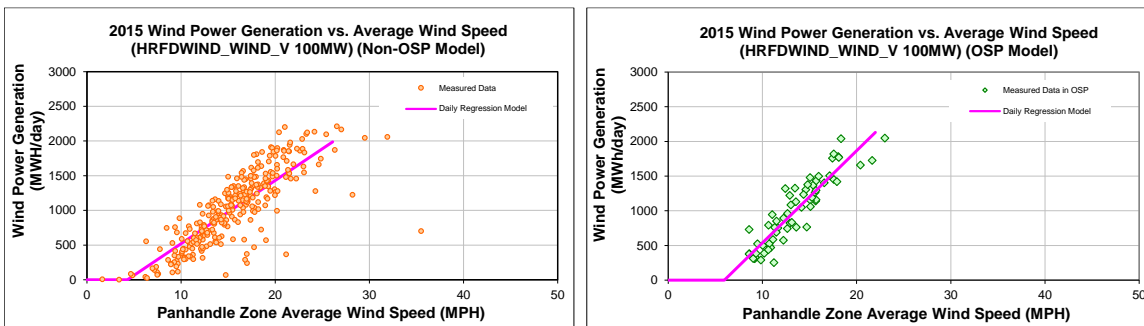 2015 Wind Power Generation vs. Average Wind Speed
(HRFDWIND_WIND_V 100MW) (Non-OSP Model)
Wind Power Generation
(MWH/day)
3000
2500
2000
1500
1000
500
0
Measured Data
Daily Regression Model
0 10 20 30 40 50
Panhandle Zone Average Wind Speed (MPH)
2015 Wind Power Generation vs. Average Wind Speed
(HRFDWIND_WIND_V 100MW) (OSP Model)
Wind Power Generation
(MWh/day)
3000
2500
2000
1500
1000
500
0
Measured Data in OSP
Daily Regression Model
0 10 20 30 40 50
Panhandle Zone Average Wind Speed (MPH)